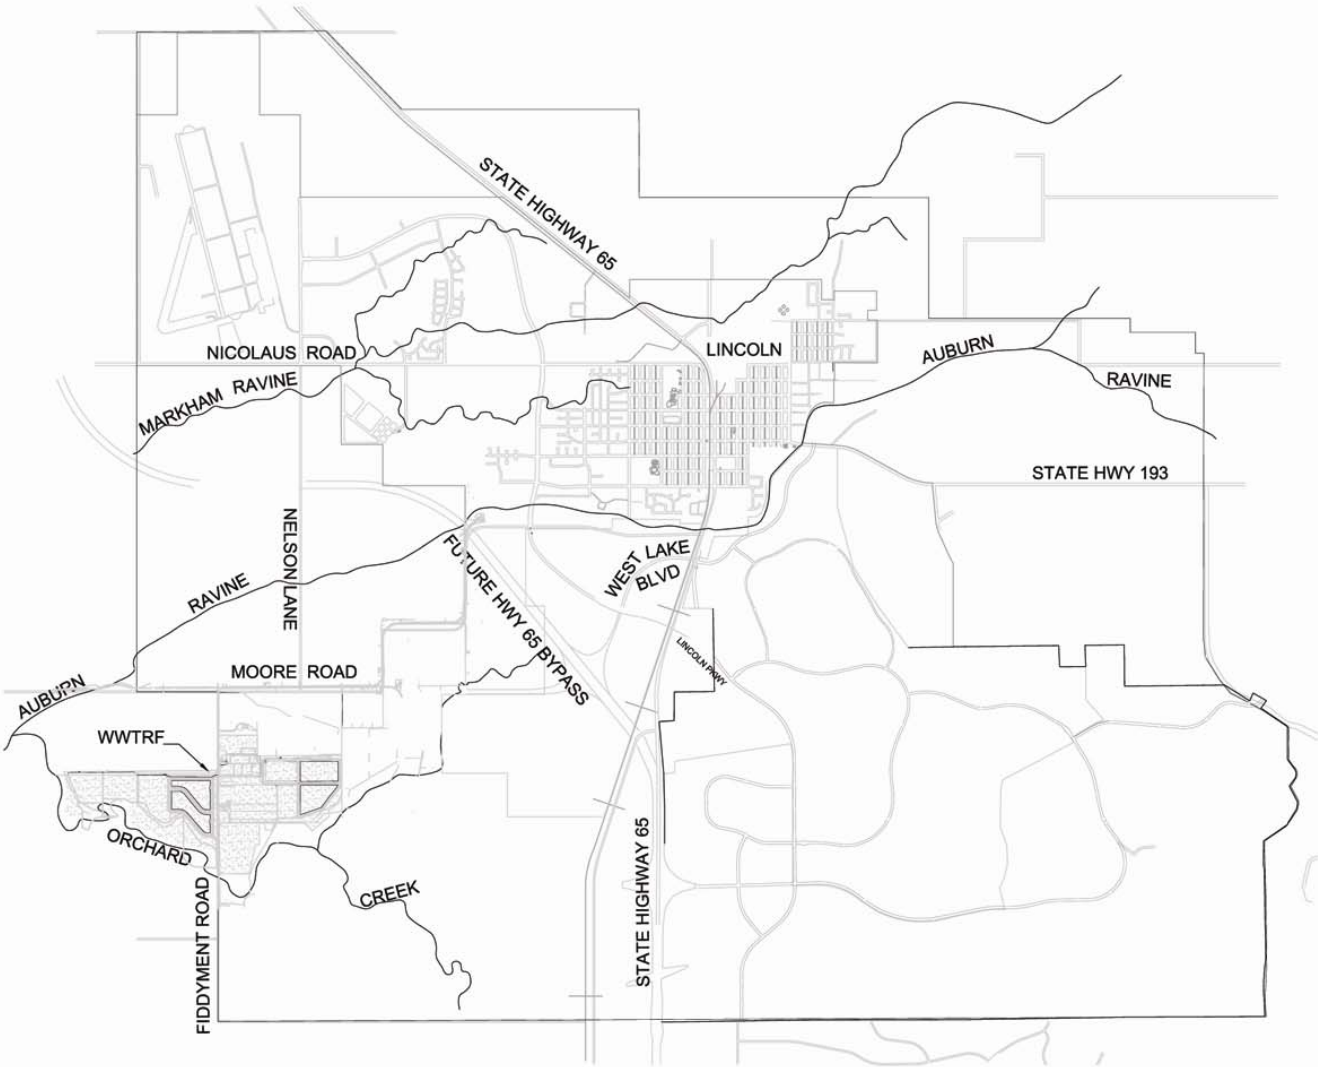 STATE HIGHWAY 65
NICOLAUS ROAD
LINCOLN
AUBURN
RAVINE
MARKHAM RAVINE
STATE HWY 193
NELSON LANE
FUTURE HWY 65 BYPASS
WEST LAKE
BLVD
RAVINE
LINCOLN PKWY
MOORE ROAD
AUBURN
WWTRF
ORCHARD
CREEK
STATE HIGHWAY 65
FIDDYMENT ROAD